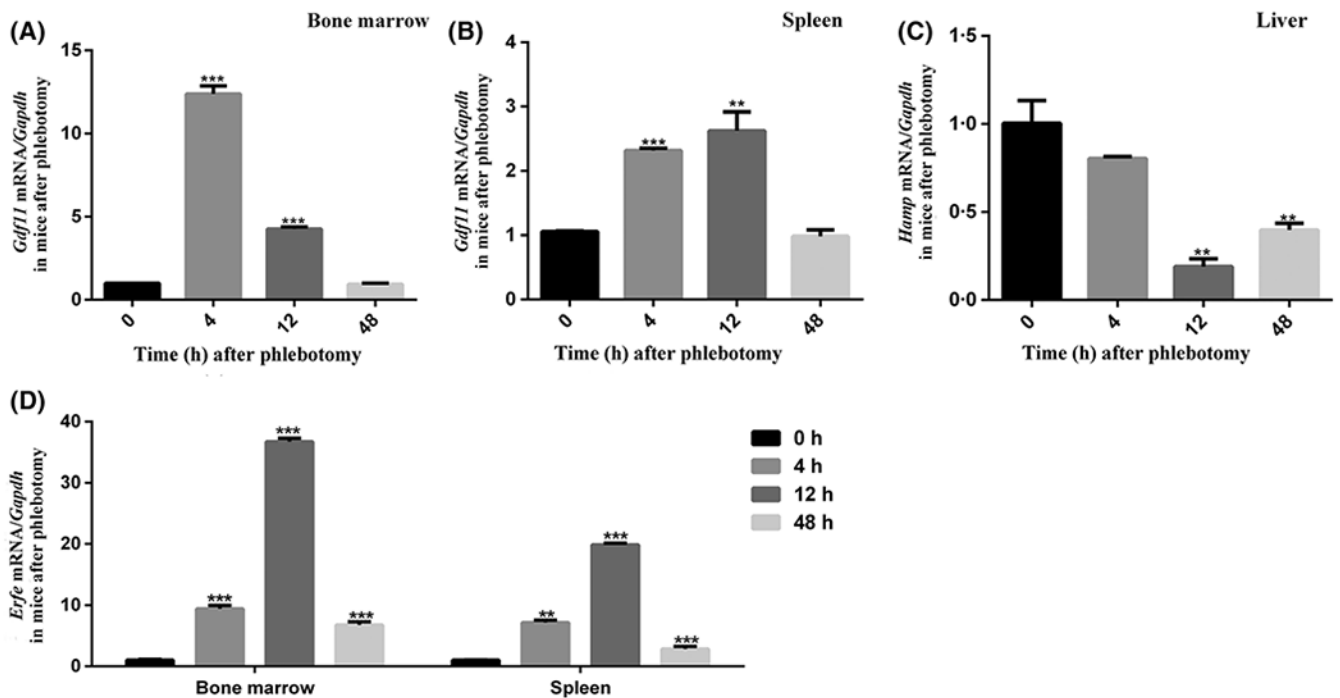 (A)
Bone marrow
Gdf11 mRNA/Gapdh
in mice after phlebotomy
15
10
5
0
***
***
0
4
12
48
Time (h) after phlebotomy
(B)
Spleen
Gdf11 mRNA/Gapdh
in mice after phlebotomy
4
3
2
1
0
***
**
0
4
12
48
Time (h) after phlebotomy
(C)
Liver
Hamp mRNA/Gapdh
in mice after phlebotomy
1·5
1·0
0·5
0·0
**
**
0
4
12
48
Time (h) after phlebotomy
(D)
Erfe mRNA/Gapdh
in mice after phlebotomy
40
30
20
10
0
***
***
***
**
***
***
Bone marrow
Spleen
0 h
4 h
12 h
48 h